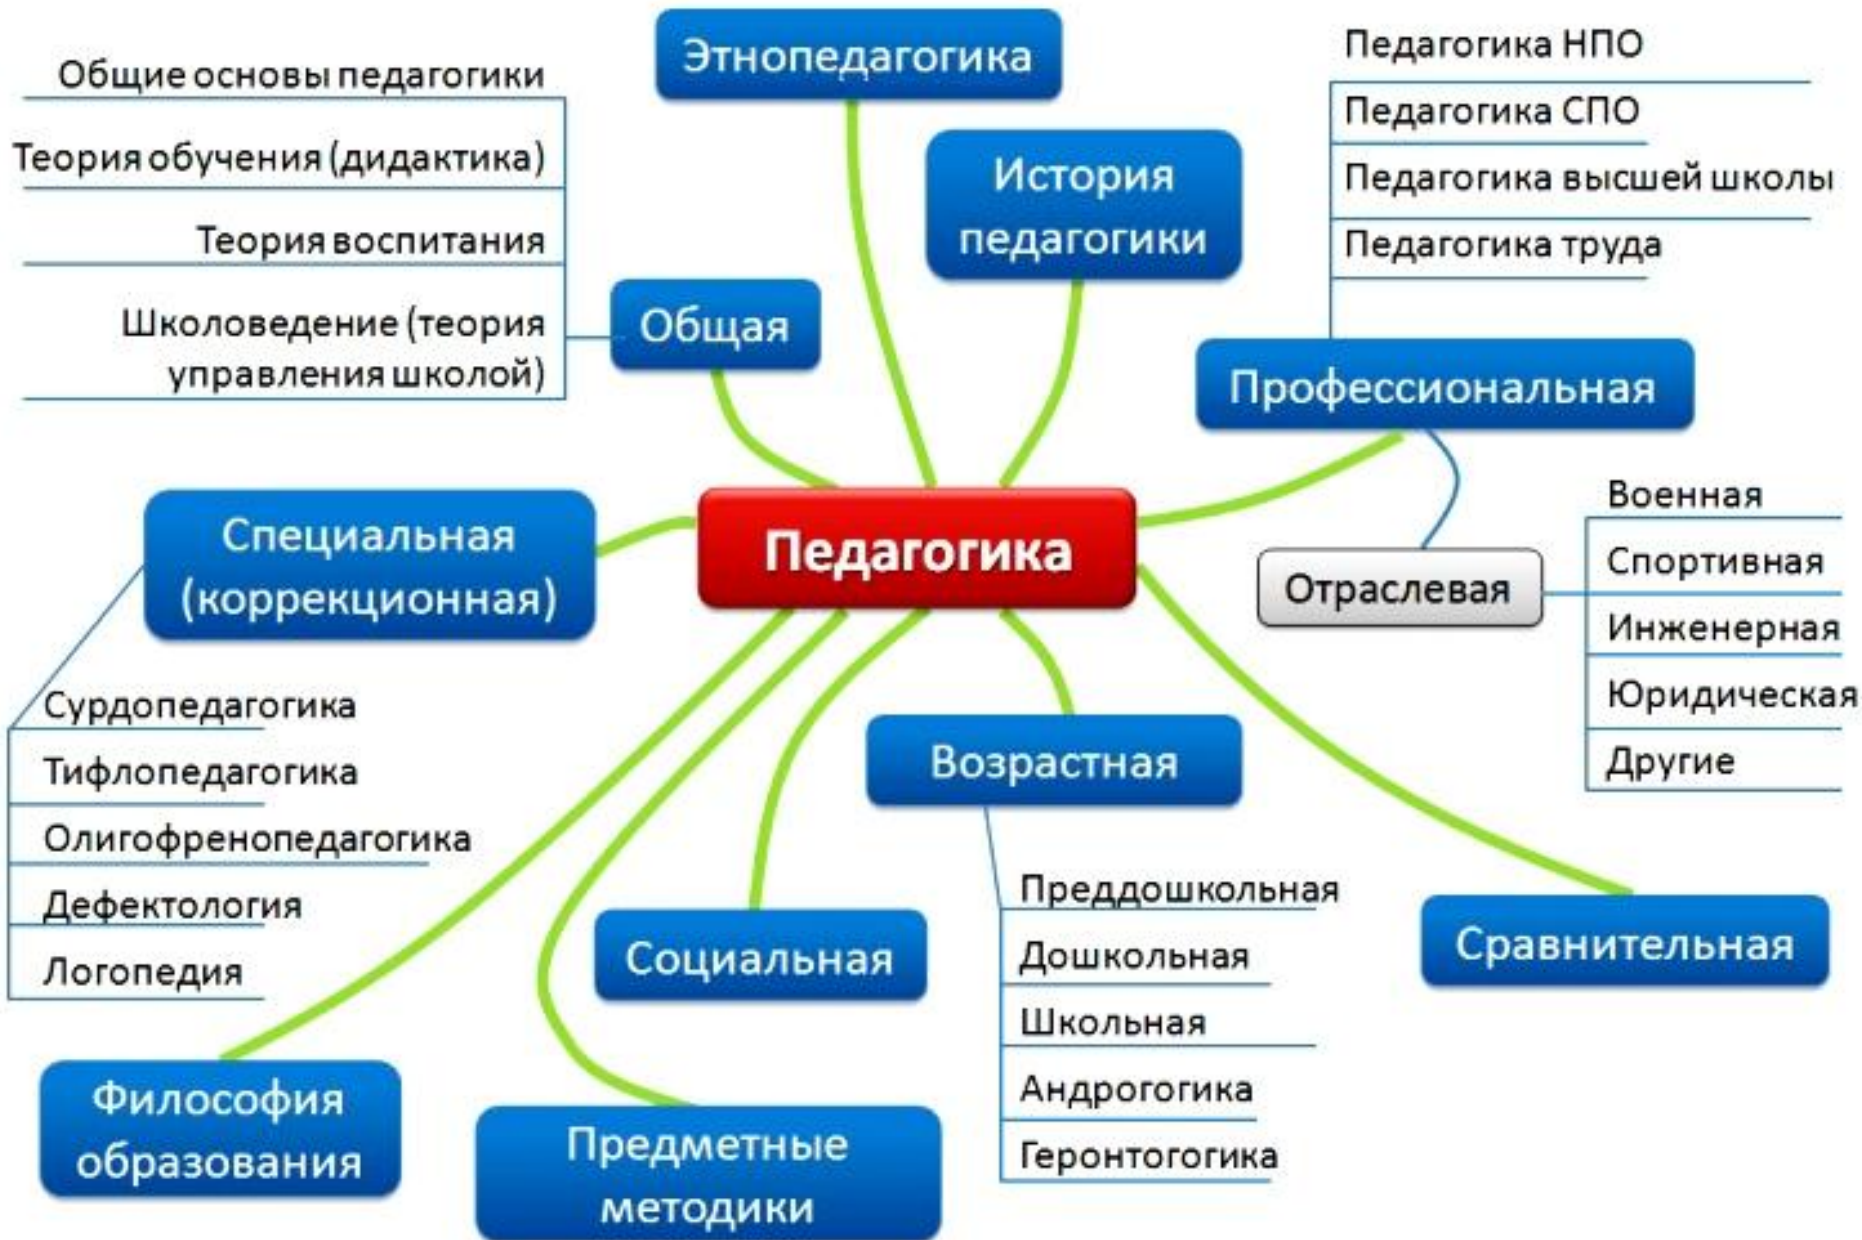 Этнопедагогика
История
педагогики
Общие основы педагогики
Теория обучения (дидактика)
Теория воспитания
Школоведение (теория
управления школой)
Общая
Педагогика НПО
Педагогика СПО
Педагогика высшей школы
Педагогика труда
Профессиональная
Педагогика
Специальная
(коррекционная)
Отраслевая
Военная
Спортивная
Инженерная
Юридическая
Другие
Сурдопедагогика
Тифлопедагогика
Олигофренопедагогика
Дефектология
Логопедия
Возрастная
Преддошкольная
Дошкольная
Школьная
Андрогогика
Геронтогогика
Социальная
Сравнительная
Философия
образования
Предметные
методики